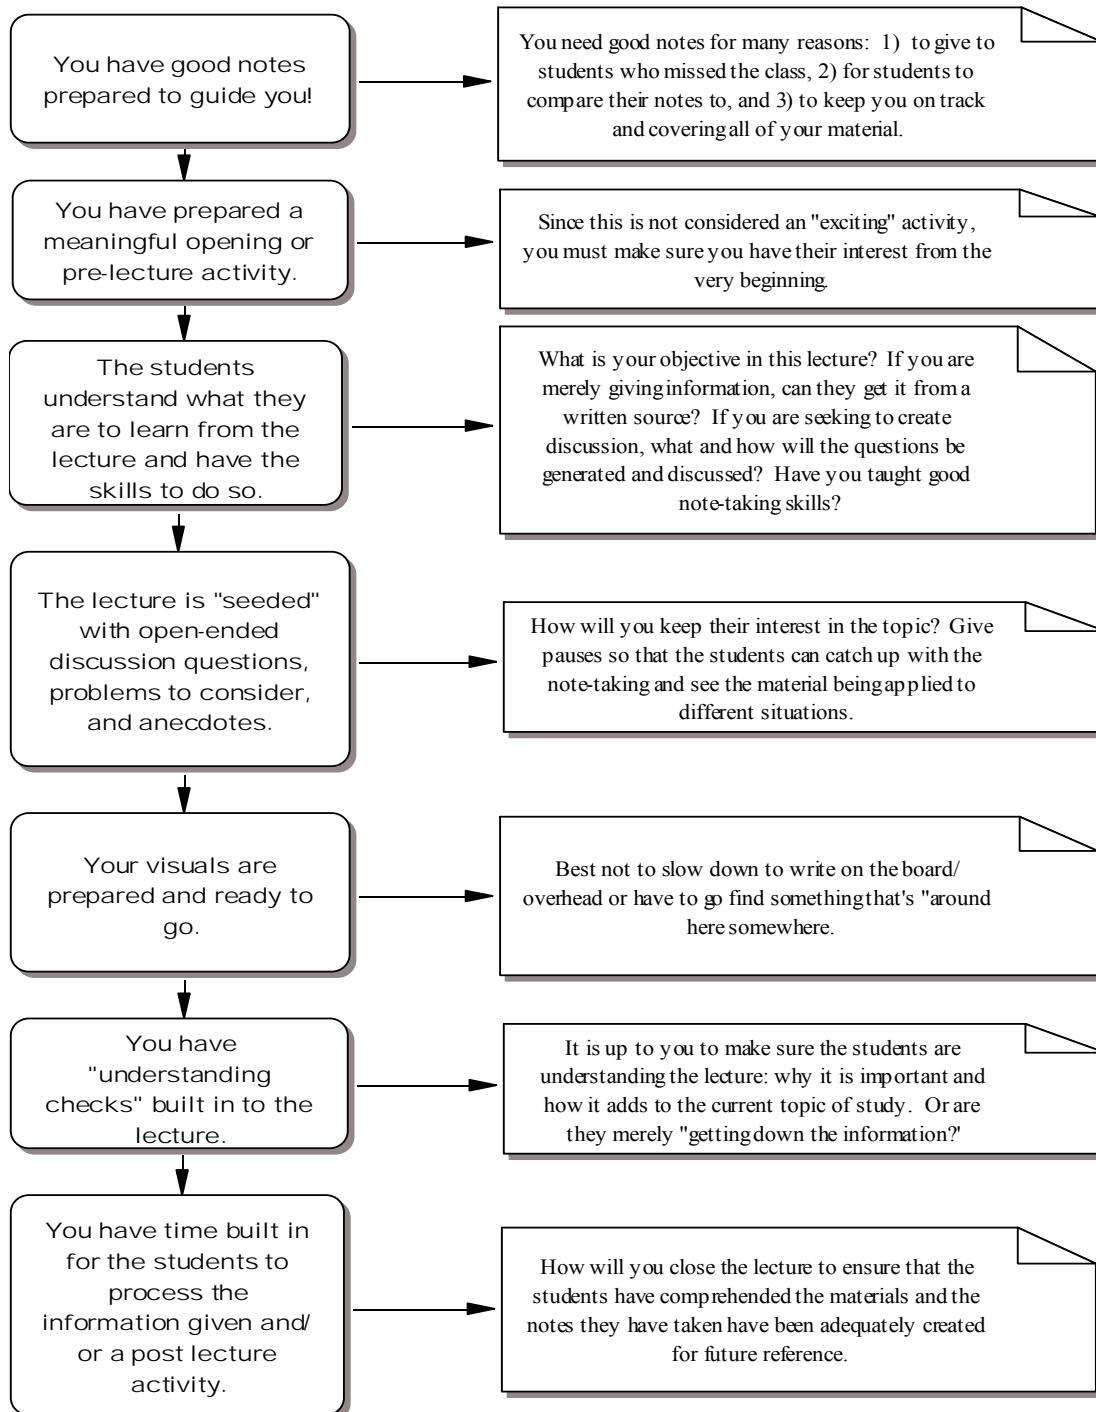 You have good notes
prepared to guide you!
You need good notes for many reasons:  1)  to give to
students who missed the class, 2) for students to
compare their notes to, and 3) to keep you on track
and covering all of your material.
You have prepared a
meaningful opening or
pre-lecture activity.
Since this is not considered an "exciting" activity,
you must make sure you have their interest from the
very beginning.
The students
understand what they
are to learn from the
lecture and have the
skills to do so.
What is your objective in this lecture?  If you are
merely giving information, can they get it from a
written source?  If you are seeking to create
discussion, what and how will the questions be
generated and discussed?  Have you taught good
note-taking skills?
The lecture is "seeded"
with open-ended
discussion questions,
problems to consider,
and anecdotes.
How will you keep their interest in the topic?  Give
pauses so that the students can catch up with the
note-taking and see the material being applied to
different situations.
Your visuals are
prepared and ready to
go.
Best not to slow down to write on the board/
overhead or have to go find something that's "around
here somewhere.
You have
"understanding
checks" built in to the
lecture.
It is up to you to make sure the students are
understanding the lecture: why it is important and
how it adds to the current topic of study.  Or are
they merely "getting down the information?"
You have time built in
for the students to
process the
information given and/
or a post lecture
activity.
How will you close the lecture to ensure that the
students have comprehended the materials and the
notes they have taken have been adequately created
for future reference.